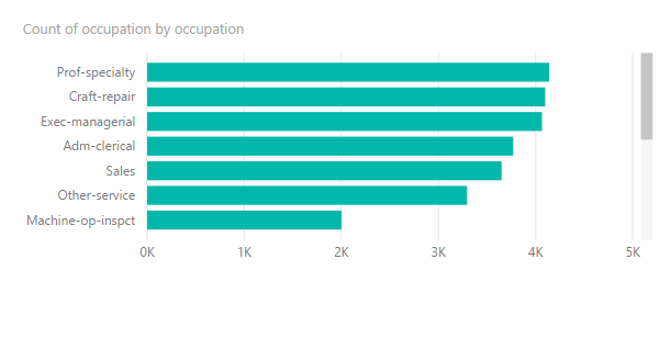 Count of occupation by occupation
Prof-specialty
Craft-repair
Exec-managerial
Adm-clerical
Sales
Other-service
Machine-op-inspct
0K 1K 2K 3K 4K 5K